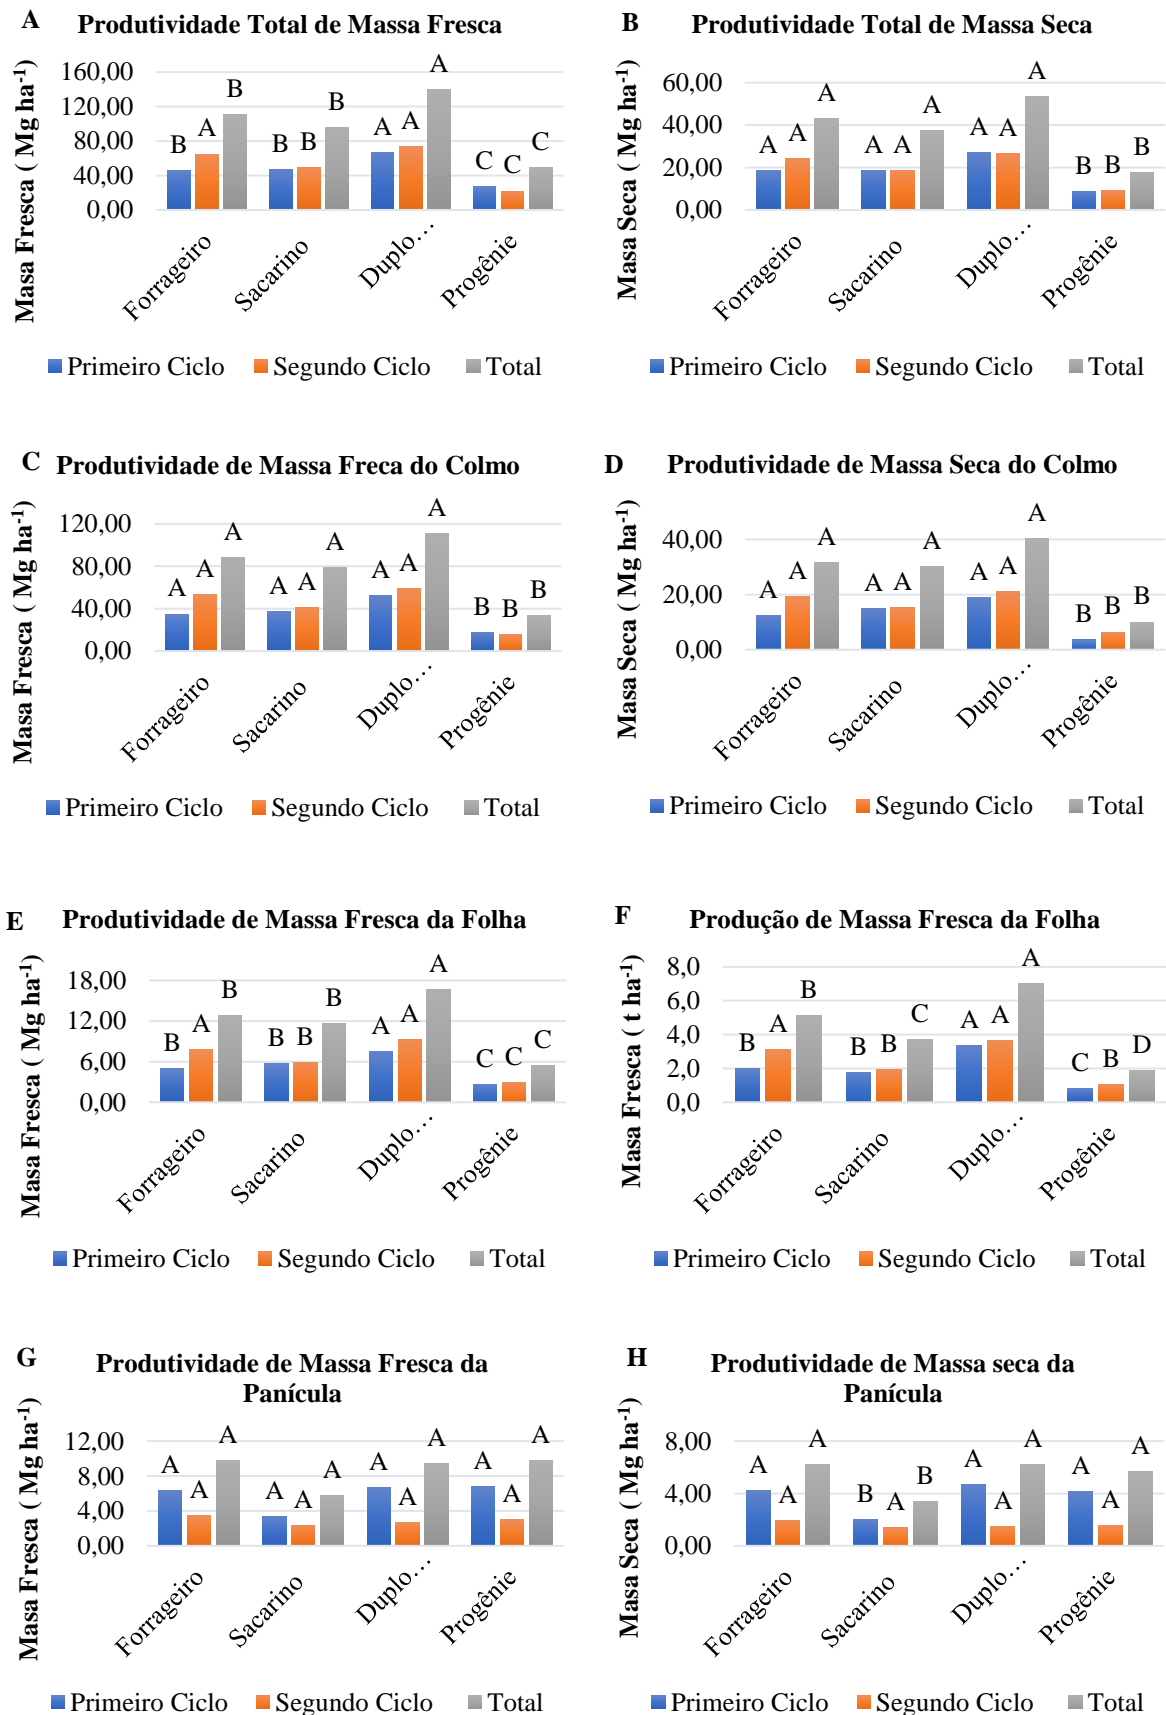 A
Produtividade Total de Massa Fresca
Masa Fresca ( Mg ha-1)
160,00
120,00
80,00
40,00
0,00
B A B
B B B
A A A
C C C
Forrageiro
Sacarino
Duplo…
Progênie
Primeiro Ciclo Segundo Ciclo Total
B
Produtividade Total de Massa Seca
Masa Seca ( Mg ha-1)
60,00
40,00
20,00
0,00
A A A
A A A
A A A
B B B
Forrageiro
Sacarino
Duplo…
Progênie
Primeiro Ciclo Segundo Ciclo Total
C
Produtividade de Massa Freca do Colmo
Masa Fresca ( Mg ha-1)
120,00
80,00
40,00
0,00
A A A
A A A
A A A
B B B
Forrageiro
Sacarino
Duplo…
Progênie
Primeiro Ciclo Segundo Ciclo Total
D
Produtividade de Massa Seca do Colmo
Masa Seca ( Mg ha-1)
40,00
20,00
0,00
A A A
A A A
A A A
B B B
Forrageiro
Sacarino
Duplo…
Progênie
Primeiro Ciclo Segundo Ciclo Total
E
Produtividade de Massa Fresca da Folha
Masa Fresca ( Mg ha-1)
18,00
12,00
6,00
0,00
B A B
B B B
A A A
C C C
Forrageiro
Sacarino
Duplo…
Progênie
Primeiro Ciclo Segundo Ciclo Total
F
Produção de Massa Fresca da Folha
Masa Fresca ( t ha-1)
8,0
6,0
4,0
2,0
0,0
B A B
B B C
A A A
C B D
Forrageiro
Sacarino
Duplo…
Progênie
Primeiro Ciclo Segundo Ciclo Total
G
Produtividade de Massa Fresca da
Panícula
Masa Fresca ( Mg ha-1)
12,00
8,00
4,00
0,00
A A A
A A A
A A A
A A A
Forrageiro
Sacarino
Duplo…
Progênie
Primeiro Ciclo Segundo Ciclo Total
H
Produtividade de Massa seca da
Panícula
Masa Seca ( Mg ha-1)
8,00
4,00
0,00
A A A
B A B
A A A
A A A
Forrageiro
Sacarino
Duplo…
Progênie
Primeiro Ciclo Segundo Ciclo Total